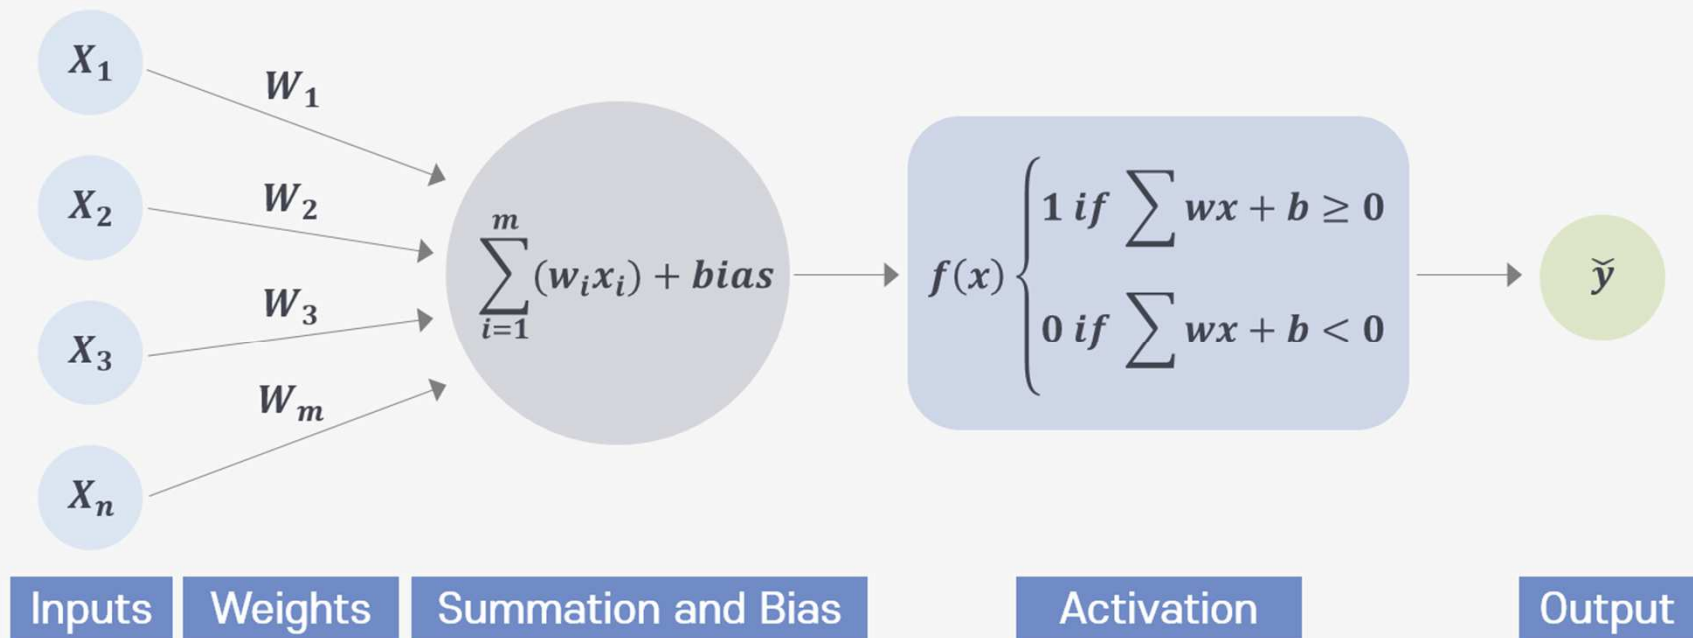 X₁
W₁
X₂
W₂
X₃
W₃
Xₙ
Wₘ
m
∑(wᵢxᵢ) + bias
i=1
f(x) {
1 if ∑ wx + b ≥ 0
0 if ∑ wx + b < 0
y̌
Inputs
Weights
Summation and Bias
Activation
Output